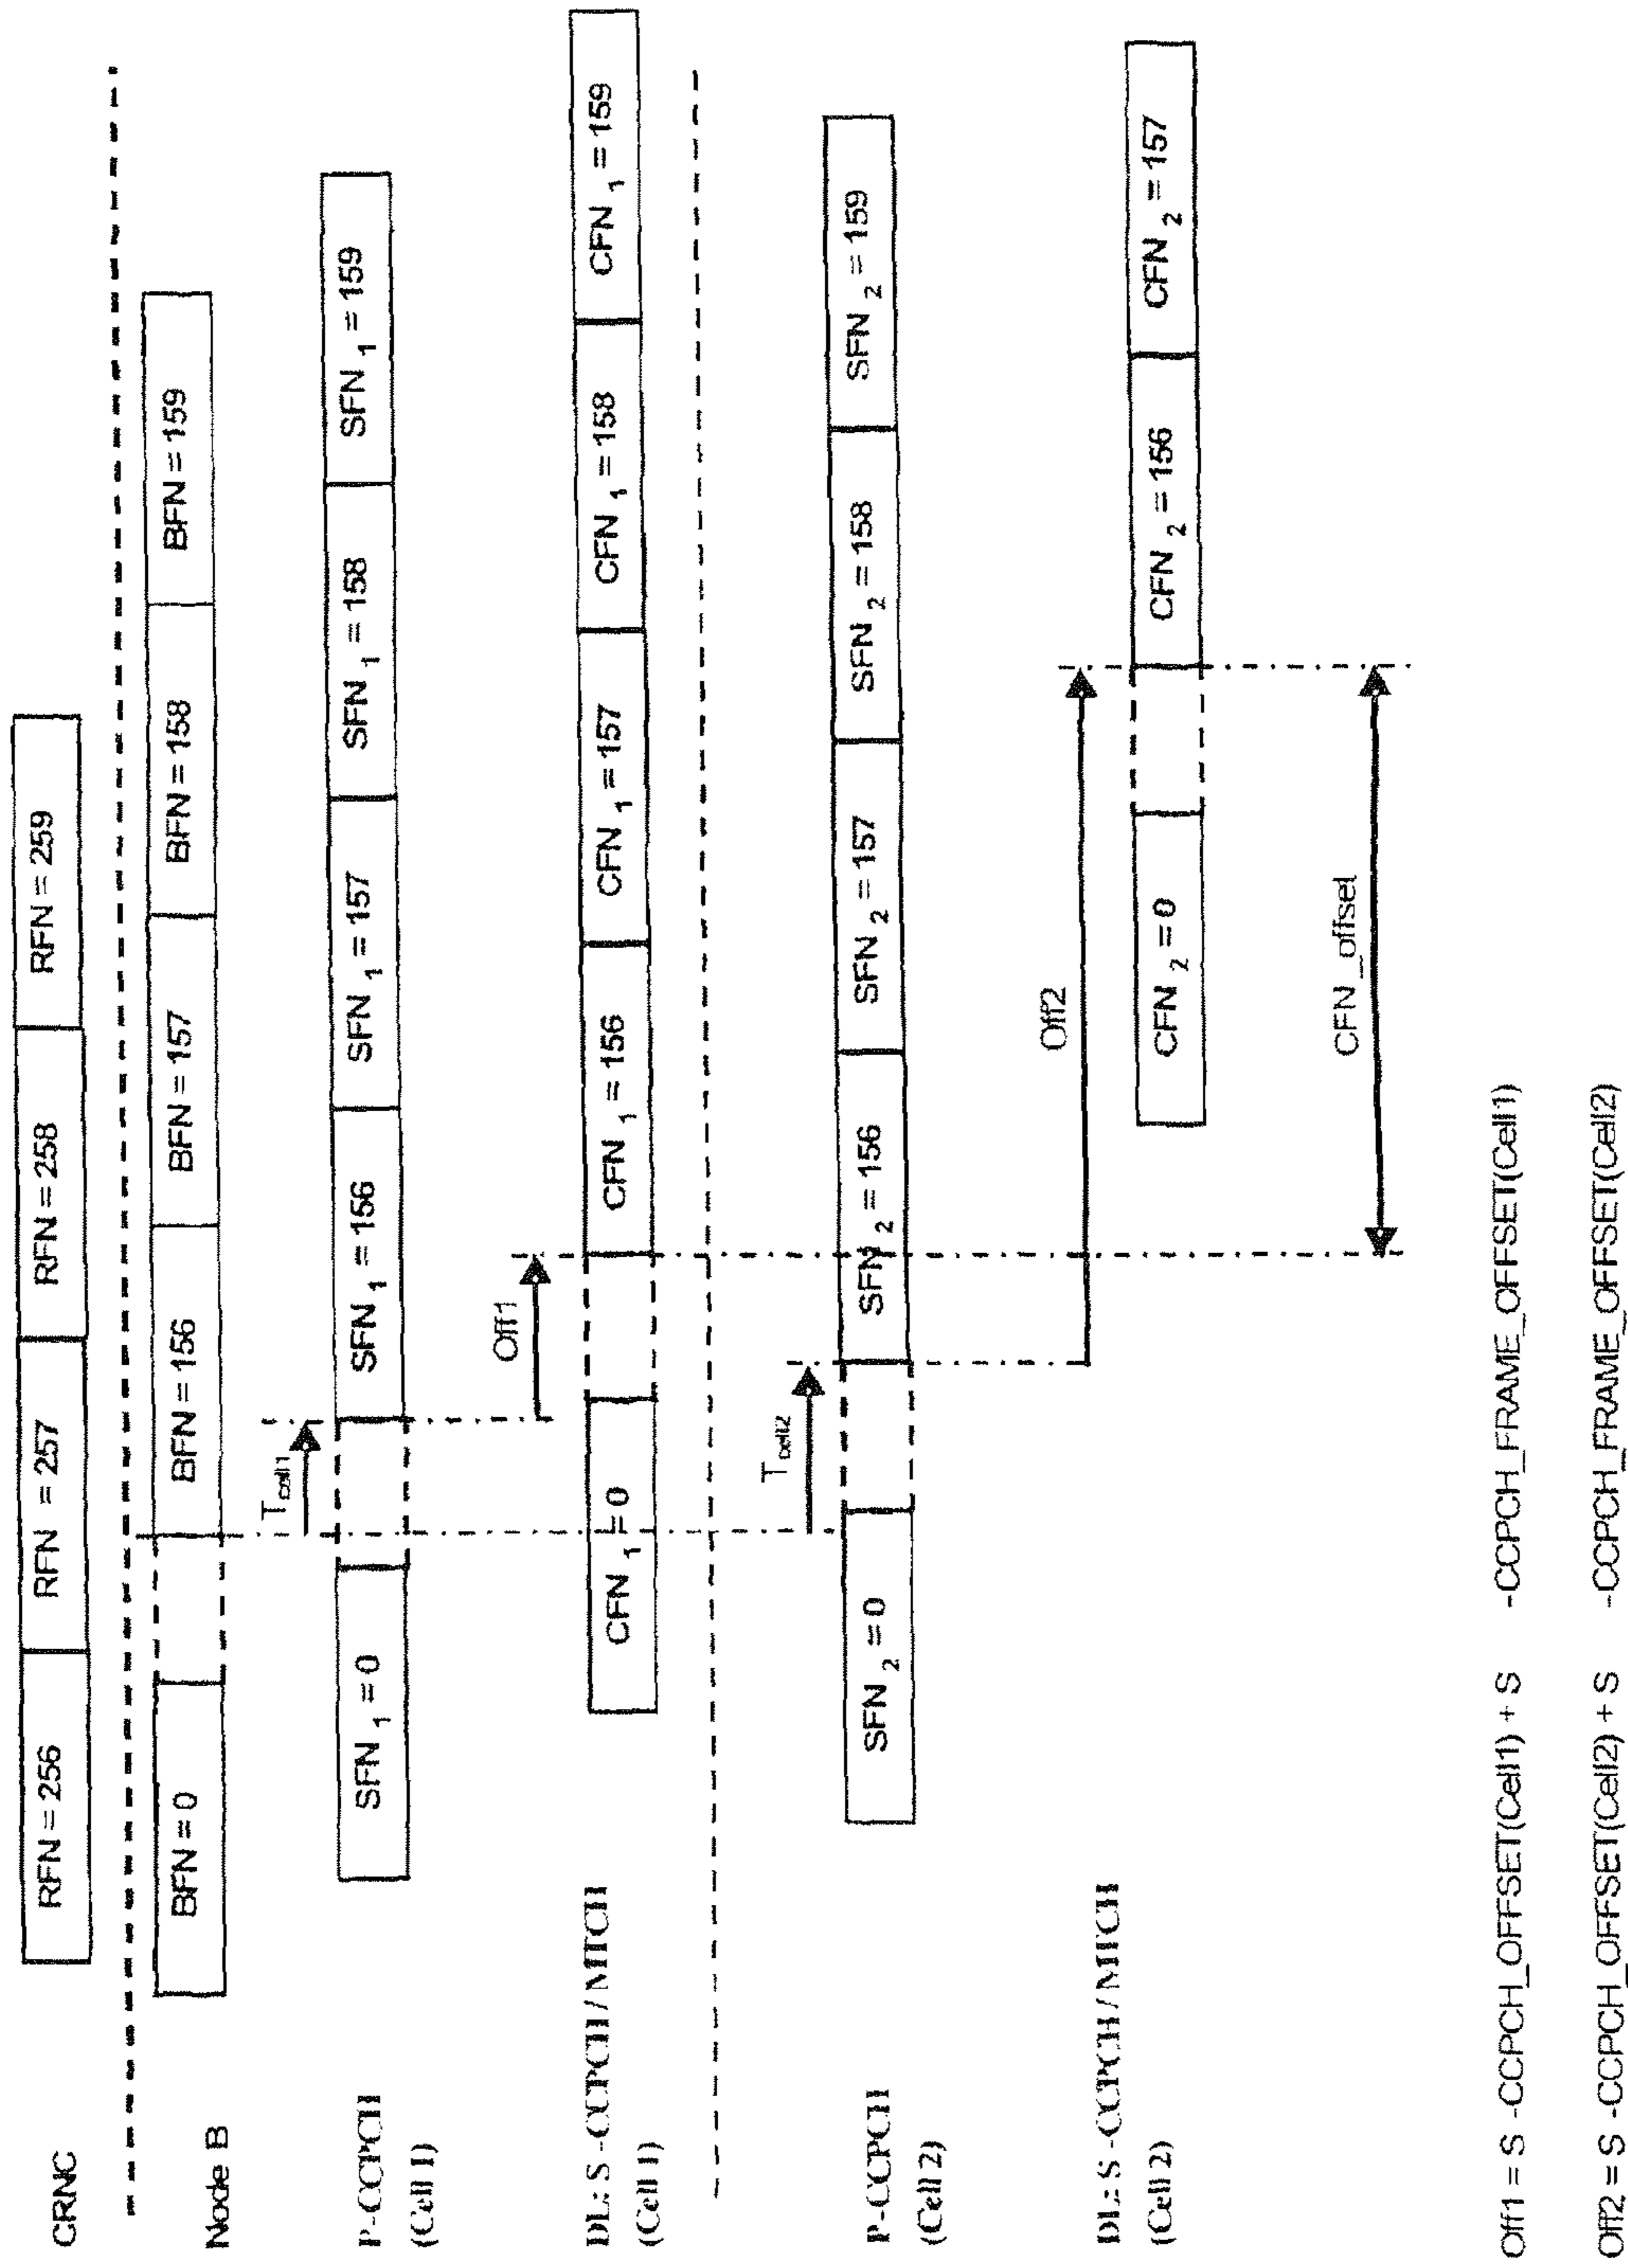 CRNC
RFN = 256
RFN = 257
RFN = 258
RFN = 259
Node B
BFN = 0
BFN = 156
BFN = 157
BFN = 158
BFN = 159
Tcell1
P-CCPCH
(Cell 1)
SFN 1 = 0
SFN 1 = 156
SFN 1 = 157
SFN 1 = 158
SFN 1 = 159
Off1
DL: S -CCPCH / MTCH
(Cell 1)
CFN 1 = 0
CFN 1 = 156
CFN 1 = 157
CFN 1 = 158
CFN 1 = 159
Tcell2
P-CCPCH
(Cell 2)
SFN 2 = 0
SFN 2 = 156
SFN 2 = 157
SFN 2 = 158
SFN 2 = 159
Off2
DL: S -CCPCH / MTCH
(Cell 2)
CFN 2 = 0
CFN 2 = 156
CFN 2 = 157
CFN_offset
Off1 = S -CCPCH_OFFSET(Cell1) + S -CCPCH_FRAME_OFFSET(Cell1)
Off2 = S -CCPCH_OFFSET(Cell2) + S -CCPCH_FRAME_OFFSET(Cell2)